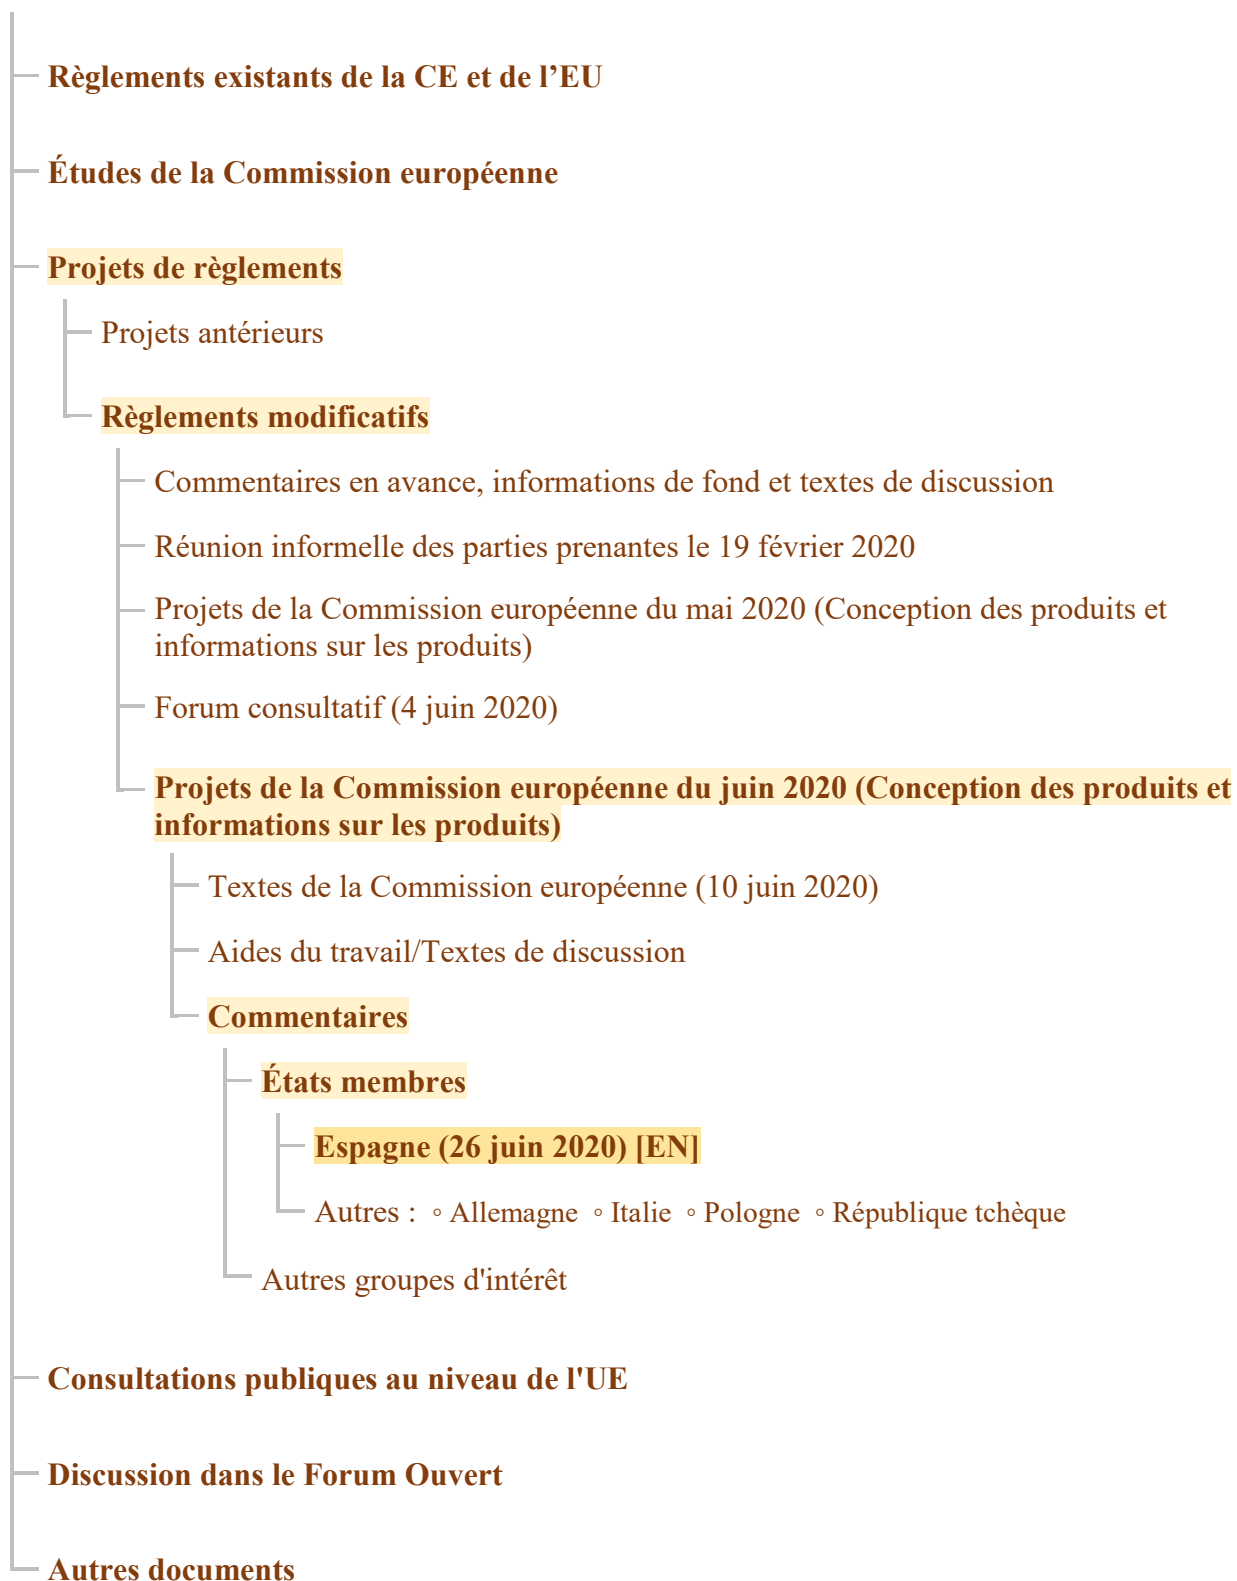 Règlements existants de la CE et de l’EU
Études de la Commission européenne
Projets de règlements
Projets antérieurs
Règlements modificatifs
Commentaires en avance, informations de fond et textes de discussion
Réunion informelle des parties prenantes le 19 février 2020
Projets de la Commission européenne du mai 2020 (Conception des produits et
informations sur les produits)
Forum consultatif (4 juin 2020)
Projets de la Commission européenne du juin 2020 (Conception des produits et
informations sur les produits)
Textes de la Commission européenne (10 juin 2020)
Aides du travail/Textes de discussion
Commentaires
États membres
Espagne (26 juin 2020) [EN]
Autres : ◦ Allemagne ◦ Italie ◦ Pologne ◦ République tchèque
Autres groupes d'intérêt
Consultations publiques au niveau de l'UE
Discussion dans le Forum Ouvert
Autres documents